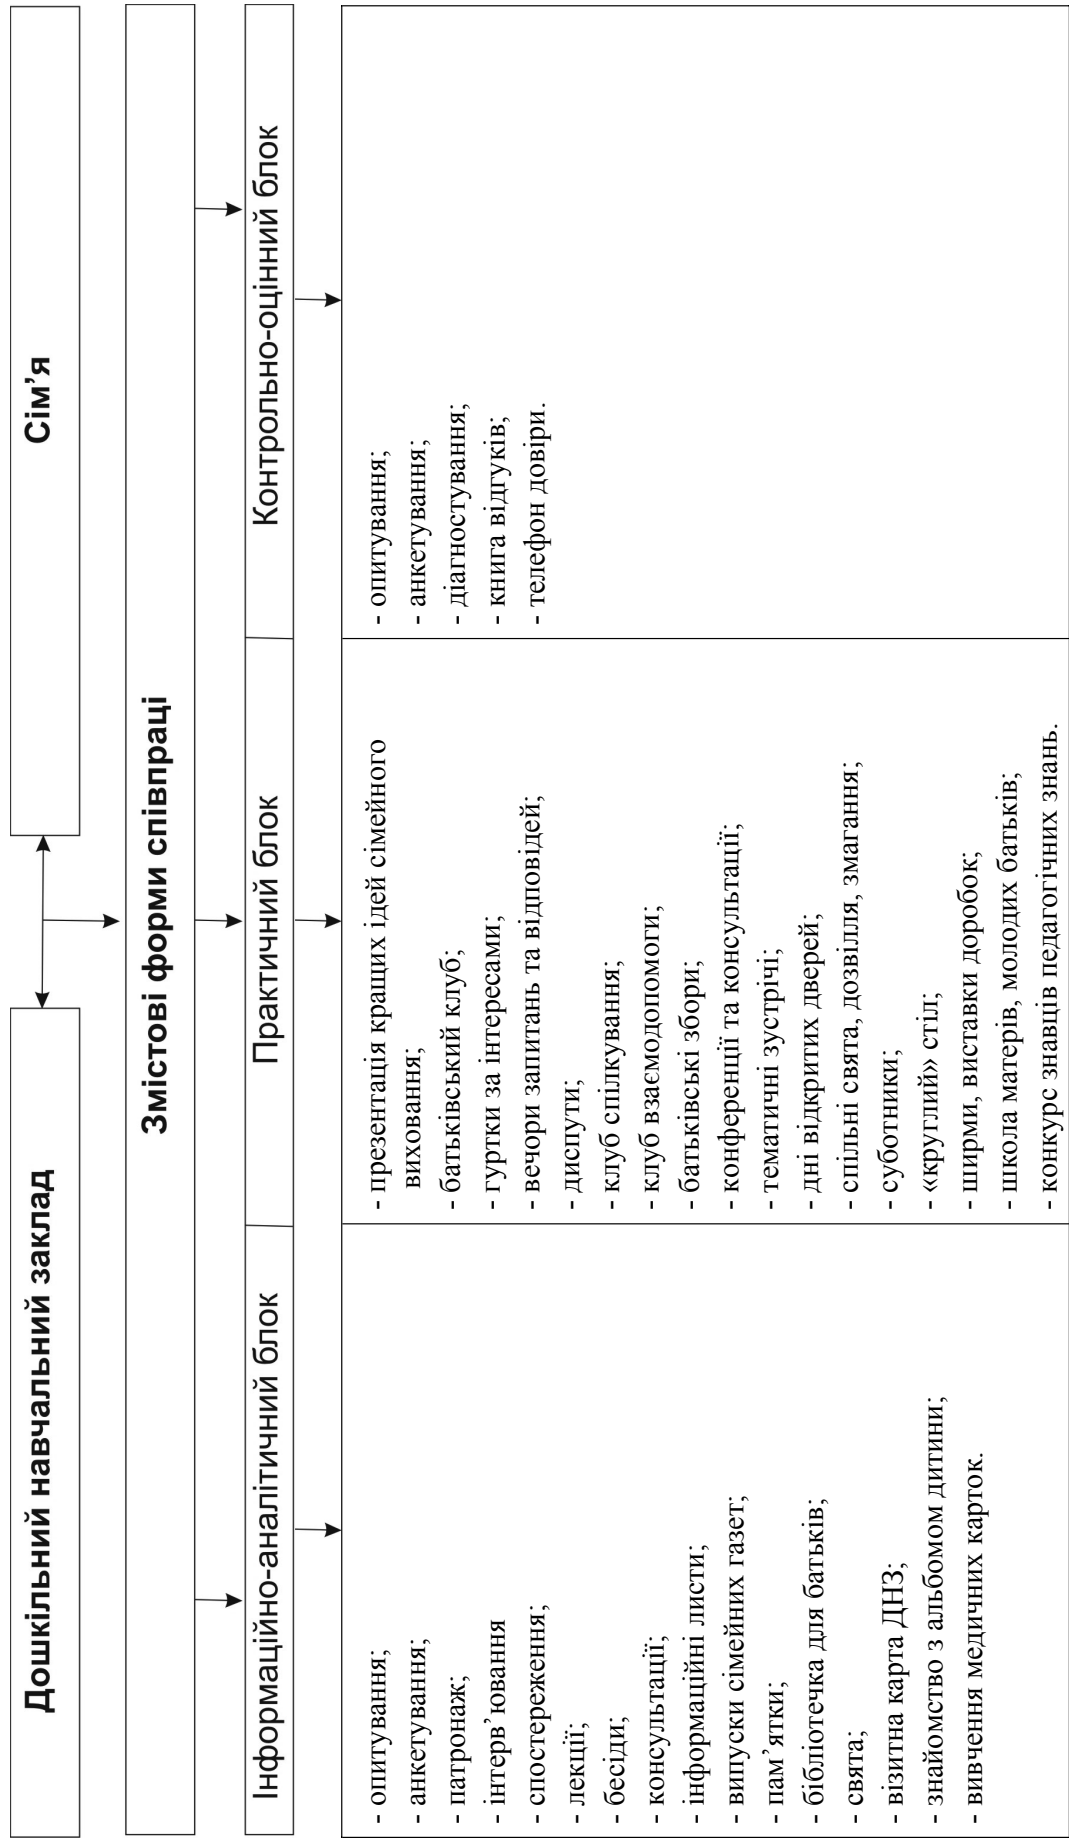 Дошкільний навчальний заклад
Сім’я
Змістові форми співпраці
Інформаційно-аналітичний блок
Практичний блок
Контрольно-оцінний блок
- опитування;
- анкетування;
- патронаж;
- інтерв’ювання
- спостереження;
- лекції;
- бесіди;
- консультації;
- інформаційні листи;
- випуски сімейних газет;
- пам’ятки;
- бібліотечка для батьків;
- свята;
- візитна карта ДНЗ;
- знайомство з альбомом дитини;
- вивчення медичних карток.
- презентація кращих ідей сімейного
виховання;
- батьківський клуб;
- гуртки за інтересами;
- вечори запитань та відповідей;
- диспути;
- клуб спілкування;
- клуб взаємодопомоги;
- батьківські збори;
- конференції та консультації;
- тематичні зустрічі;
- дні відкритих дверей;
- спільні свята, дозвілля, змагання;
- суботники;
- «круглий» стіл;
- ширми, виставки доробок;
- школа матерів, молодих батьків;
- конкурс знавців педагогічних знань.
- опитування;
- анкетування;
- діагностування;
- книга відгуків;
- телефон довіри.